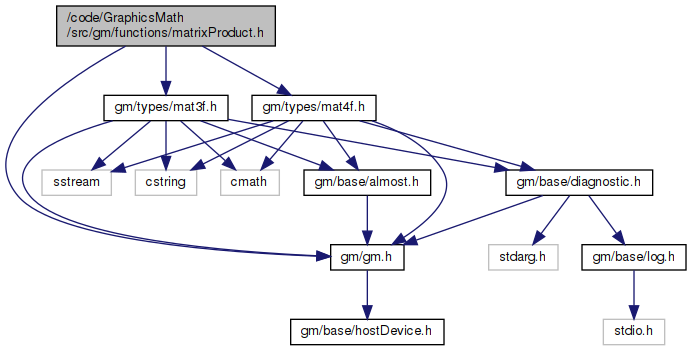 /code/GraphicsMath
/src/gm/functions/matrixProduct.h
gm/types/mat3f.h
gm/types/mat4f.h
sstream
cstring
cmath
gm/base/almost.h
gm/base/diagnostic.h
gm/gm.h
stdarg.h
gm/base/log.h
gm/base/hostDevice.h
stdio.h